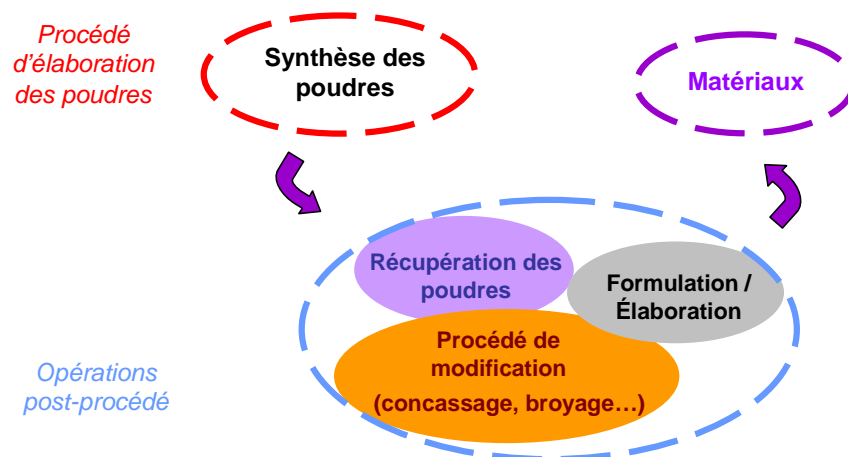 Procédé
d'élaboration
des poudres
Synthèse des
poudres
Matériaux
Récupération des
poudres
Formulation /
Élaboration
Procédé de
modification
(concassage, broyage…)
Opérations
post-procédé